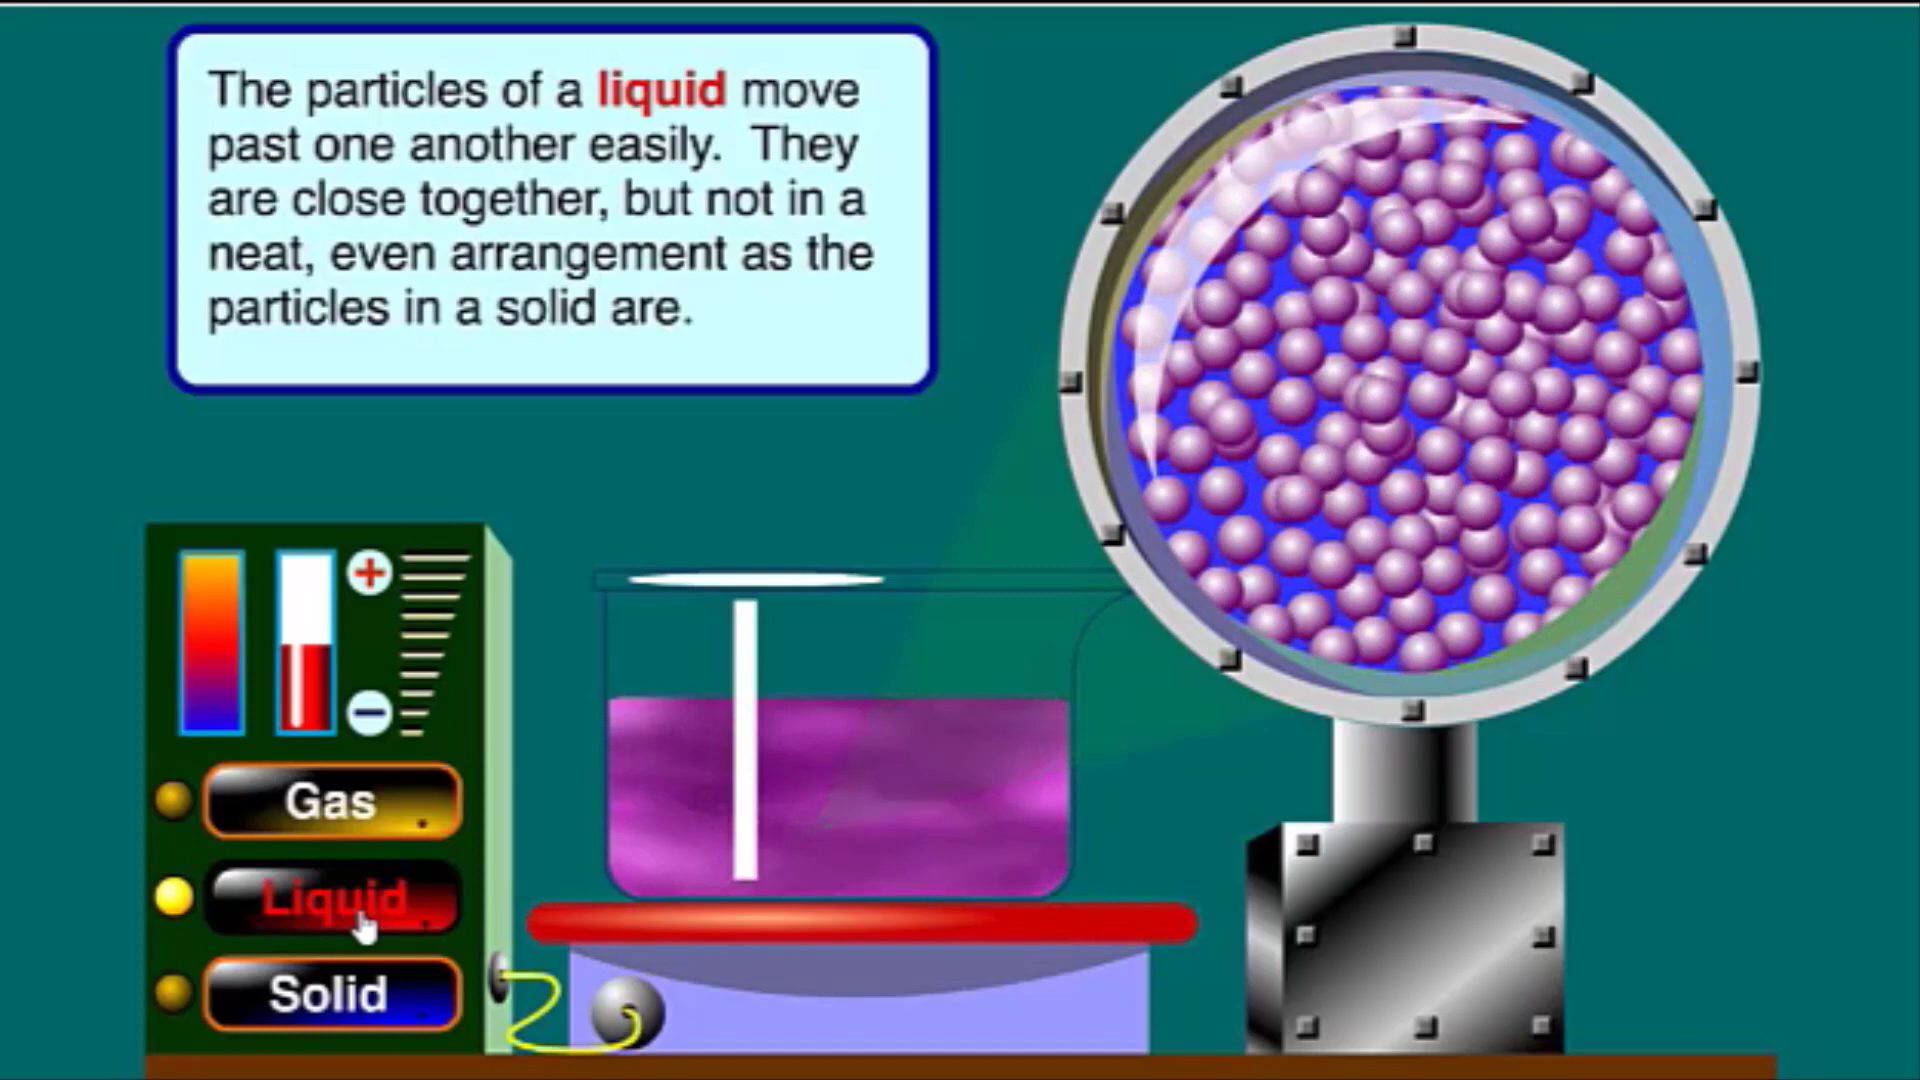 The particles of a liquid move
past one another easily.  They
are close together, but not in a
neat, even arrangement as the
particles in a solid are.
+
−
Gas
Liquid
Solid